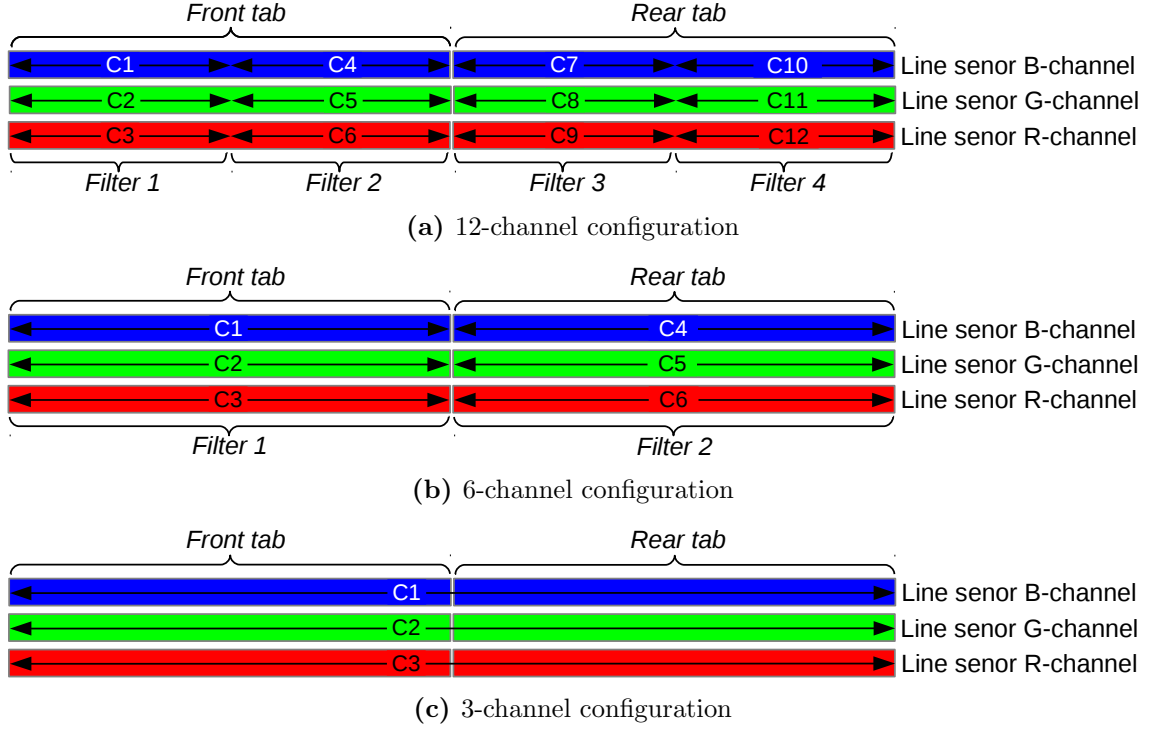 Front tab Rear tab
C1 C4 C7 C10 Line senor B-channel
C2 C5 C8 C11 Line senor G-channel
C3 C6 C9 C12 Line senor R-channel
Filter 1 Filter 2 Filter 3 Filter 4
(a) 12-channel configuration
Front tab Rear tab
C1 C4 Line senor B-channel
C2 C5 Line senor G-channel
C3 C6 Line senor R-channel
Filter 1 Filter 2
(b) 6-channel configuration
Front tab Rear tab
C1 Line senor B-channel
C2 Line senor G-channel
C3 Line senor R-channel
(c) 3-channel configuration